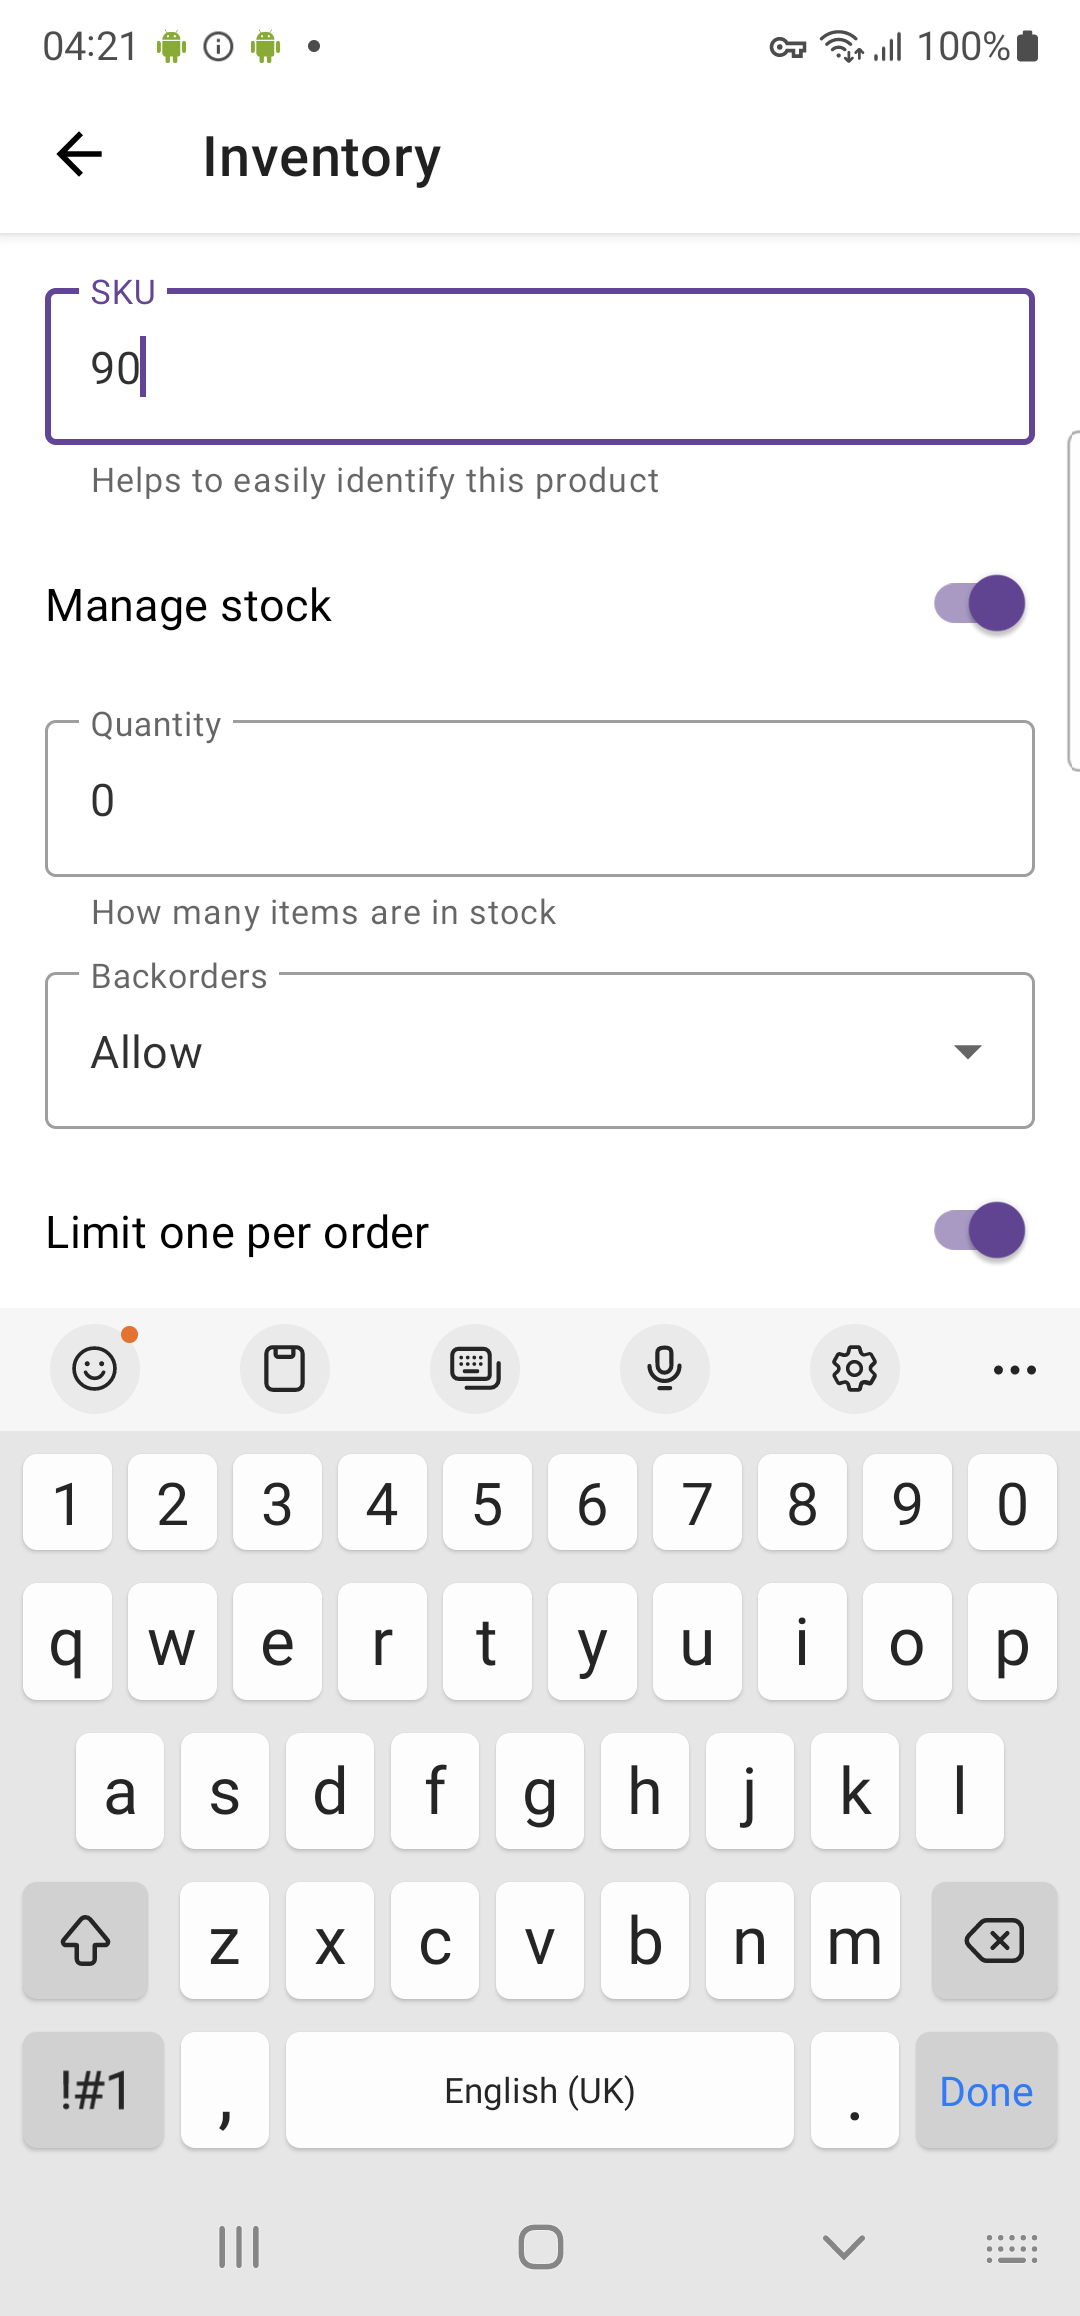 04:21 100%
Inventory
SKU
90
Helps to easily identify this product
Manage stock
Quantity
0
How many items are in stock
Backorders
Allow
Limit one per order
1 2 3 4 5 6 7 8 9 0
q w e r t y u i o p
a s d f g h j k l
z x c v b n m
!#1 , English (UK) . Done